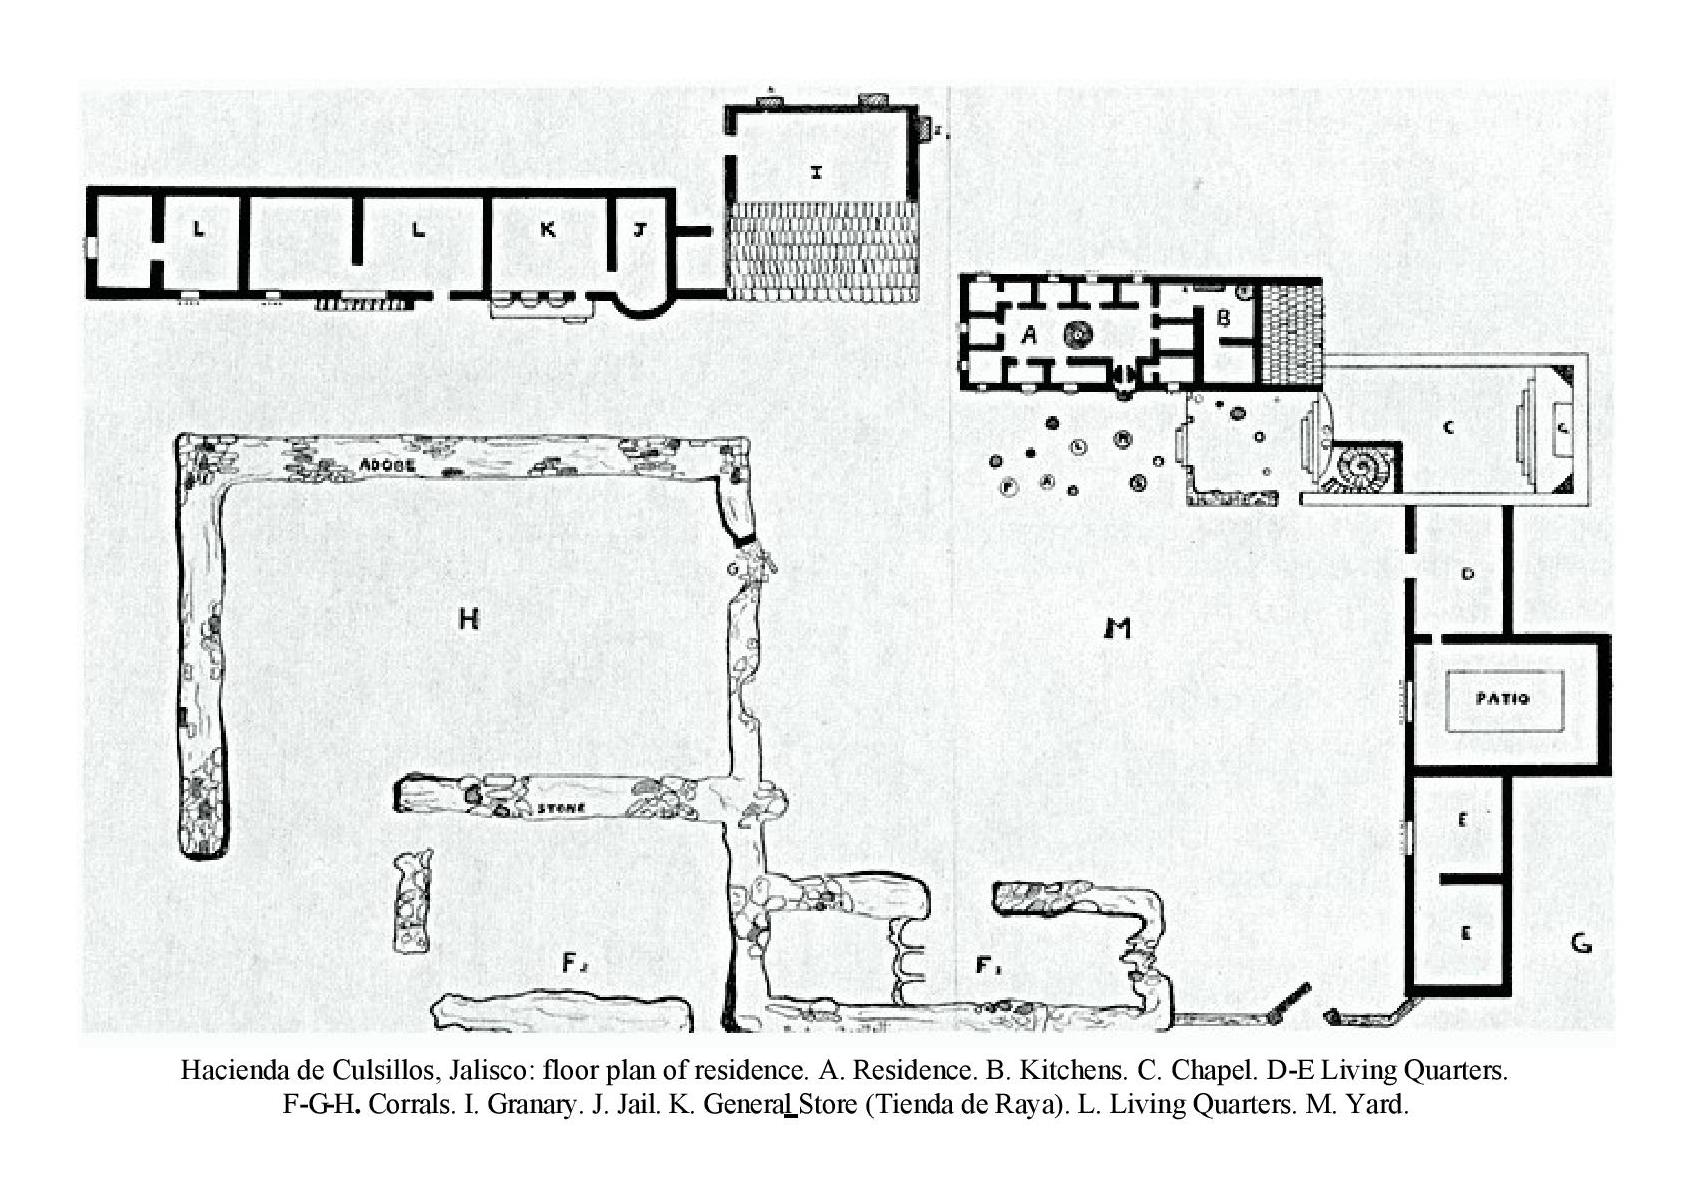 I
L
L
K
J
A
B
C
C
L
M
F
A
S
ADOBE
G
H
M
D
PATIO
STONE
E
E
F2
F1
G
Hacienda de Culsillos, Jalisco: floor plan of residence. A. Residence. B. Kitchens. C. Chapel. D-E Living Quarters.
F-G-H. Corrals. I. Granary. J. Jail. K. General Store (Tienda de Raya). L. Living Quarters. M. Yard.